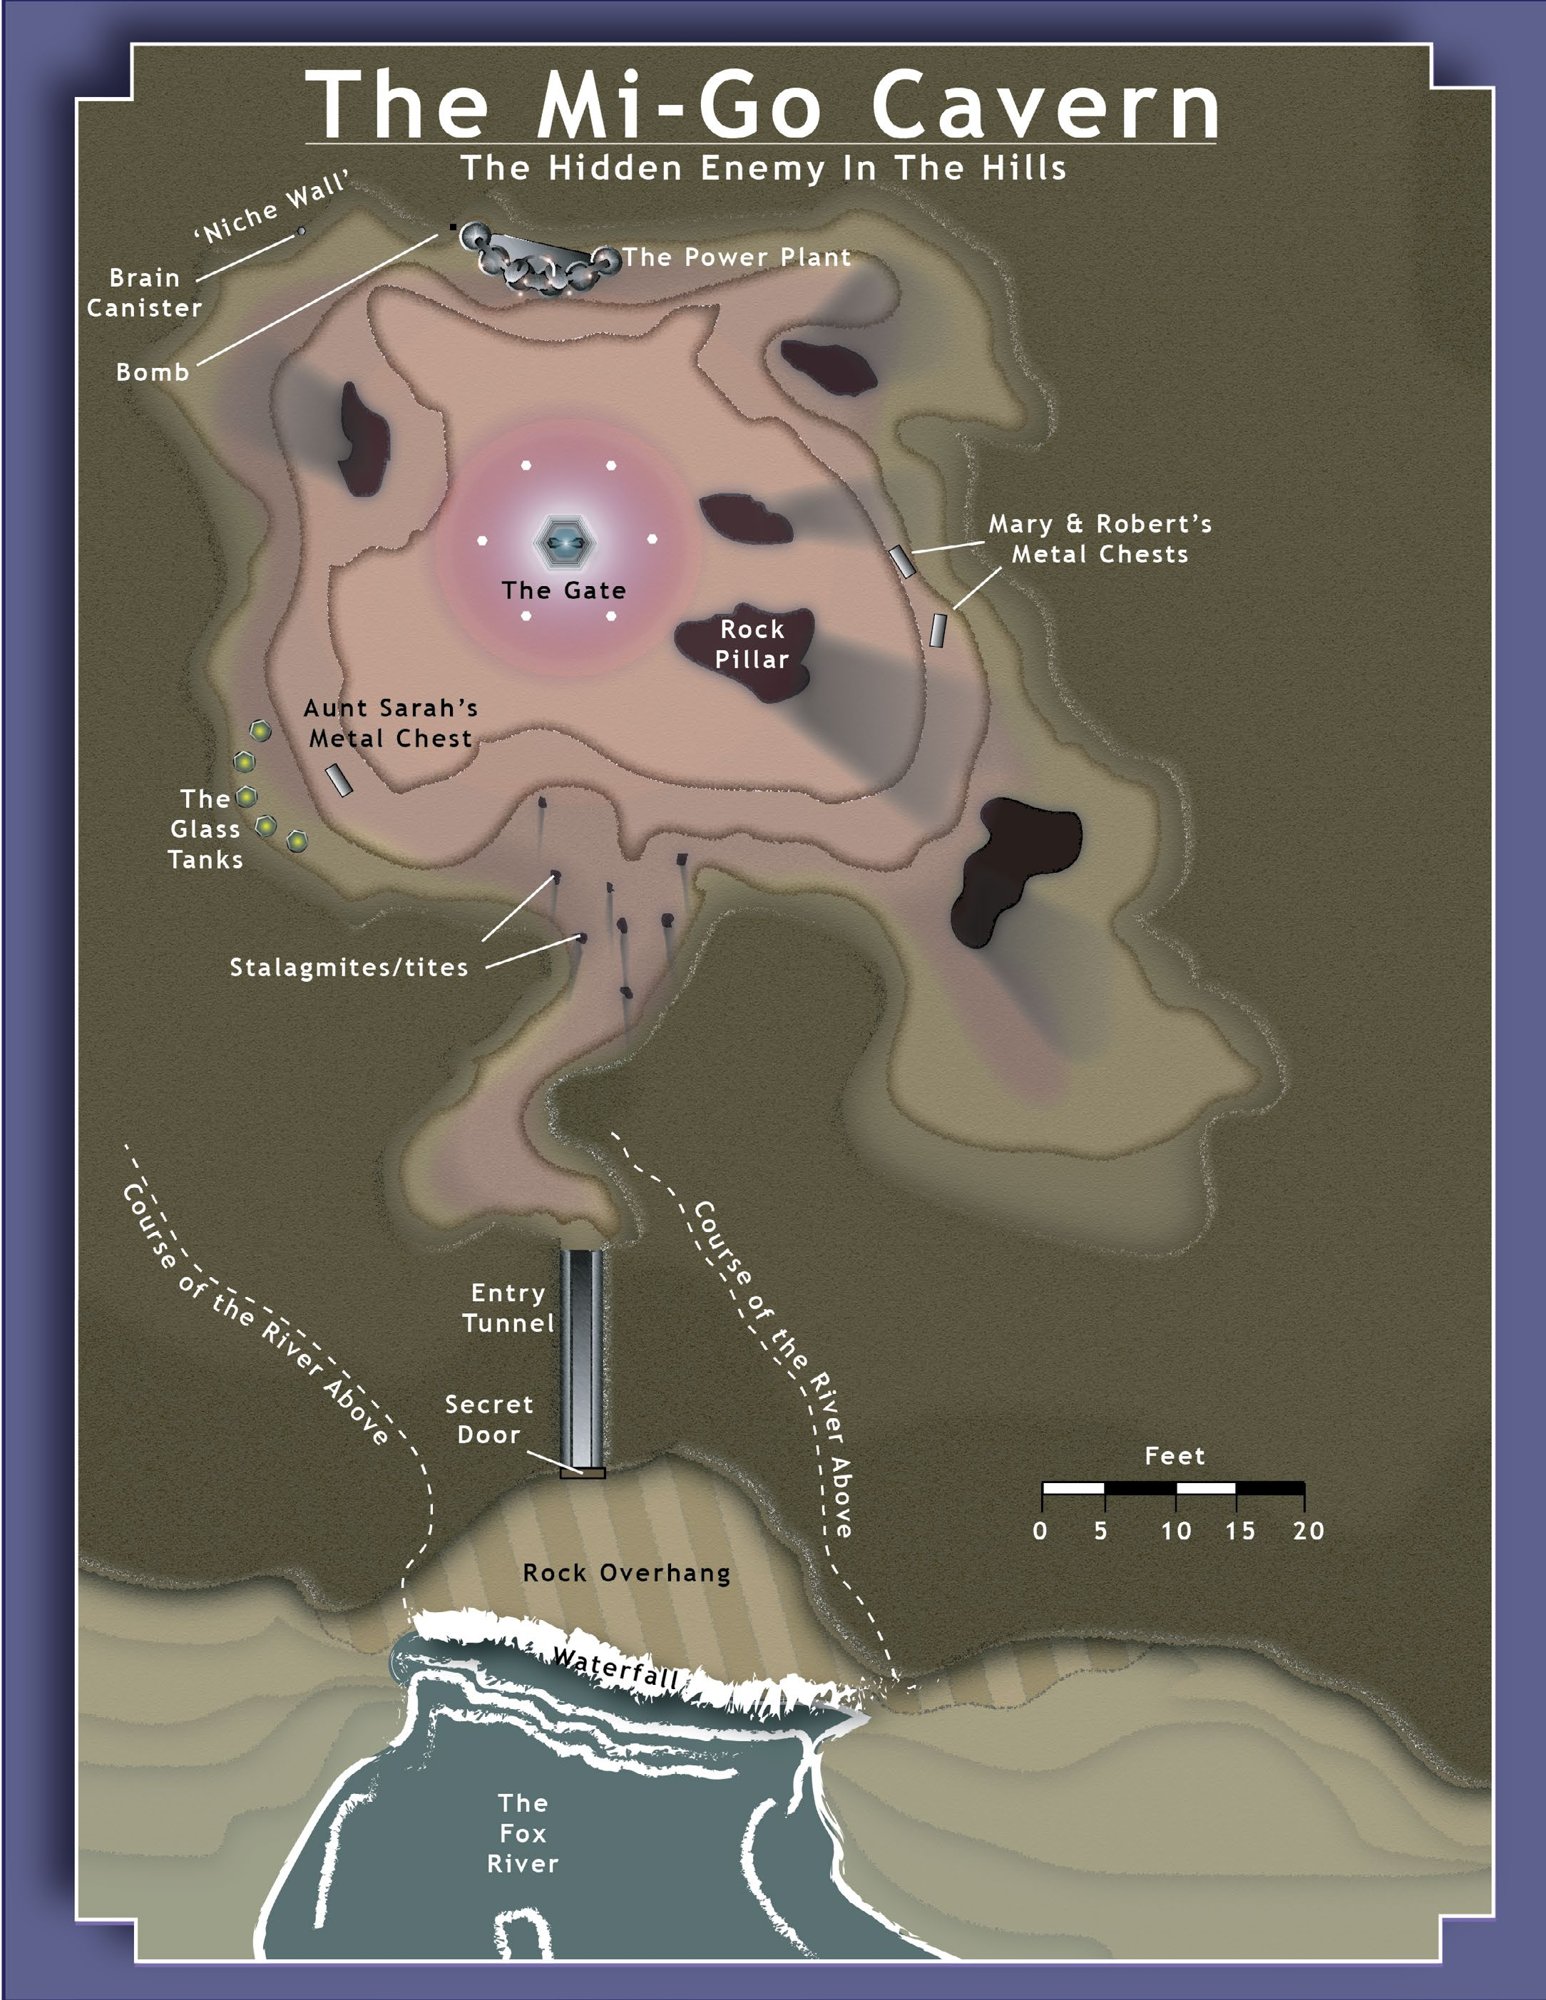 The Mi-Go Cavern
The Hidden Enemy In The Hills
'Niche Wall'
The Power Plant
Brain
Canister
Bomb
Mary & Robert's
Metal Chests
The Gate
Rock
Pillar
Aunt Sarah's
Metal Chest
The
Glass
Tanks
Stalagmites/tites
Course of the River Above
Course of the River Above
Entry
Tunnel
Secret
Door
Feet
0 5 10 15 20
Rock Overhang
Waterfall
The
Fox
River